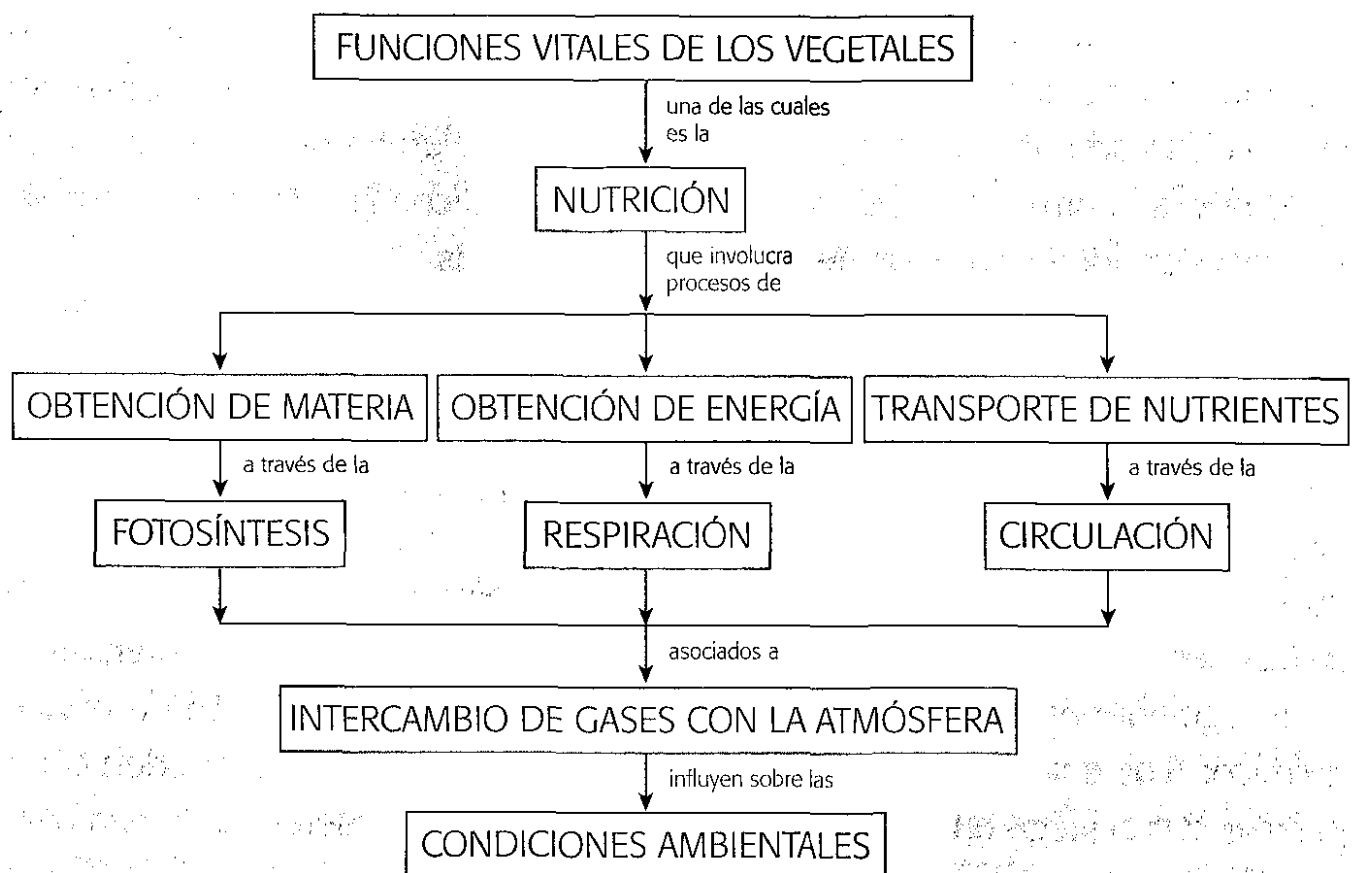 FUNCIONES VITALES DE LOS VEGETALES
una de las cuales
es la
NUTRICIÓN
que involucra
procesos de
OBTENCIÓN DE MATERIA
OBTENCIÓN DE ENERGÍA
TRANSPORTE DE NUTRIENTES
a través de la
a través de la
a través de la
FOTOSÍNTESIS
RESPIRACIÓN
CIRCULACIÓN
asociados a
INTERCAMBIO DE GASES CON LA ATMÓSFERA
influyen sobre las
CONDICIONES AMBIENTALES